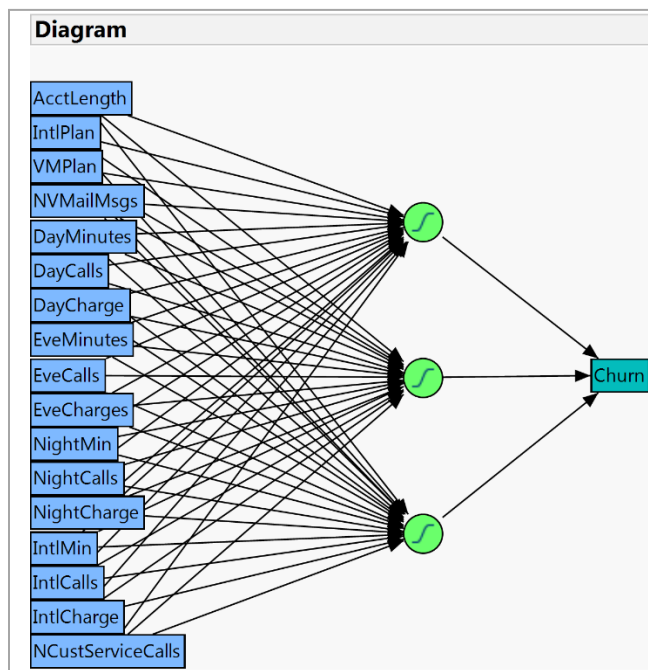 Diagram
AcctLength
IntlPlan
VMPlan
NVMailMsgs
DayMinutes
DayCalls
DayCharge
EveMinutes
EveCalls
EveCharges
NightMin
NightCalls
NightCharge
IntlMin
IntlCalls
IntlCharge
NCustServiceCalls
Churn